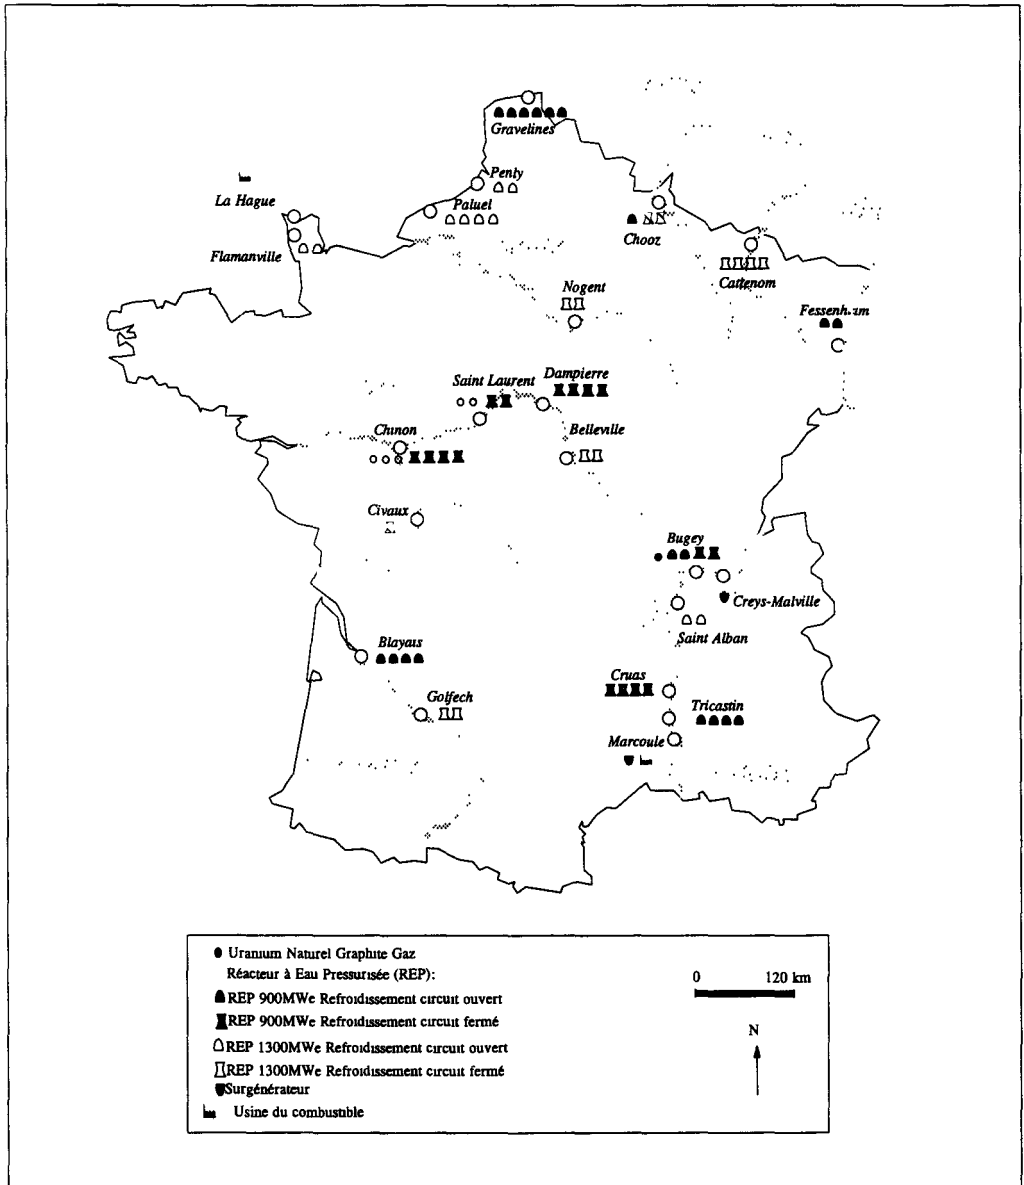 Gravelines
Penly
La Hague
Paluel
Chooz
Flamanville
Cattenom
Nogent
Saint Laurent
Dampierre
Chinon
Belleville
Civaux
Bugey
Creys-Malville
Saint Alban
Blayais
Cruas
Golfech
Tricastin
Marcoule
Uranium Naturel Graphite Gaz
Réacteur à Eau Pressurisée (REP):
REP 900MWe Refroidissement circuit ouvert
REP 900MWe Refroidissement circuit fermé
REP 1300MWe Refroidissement circuit ouvert
REP 1300MWe Refroidissement circuit fermé
Surgénérateur
Usine du combustible
0 120 km
N